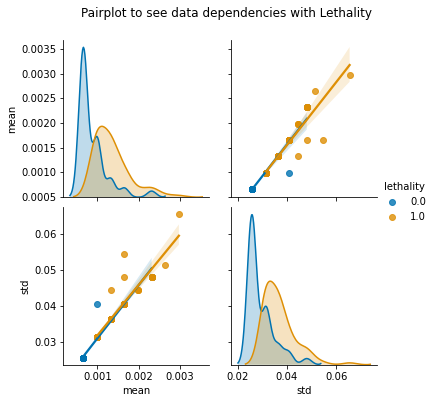 Pairplot to see data dependencies with Lethality
0.0035
0.0030
0.0025
0.0020
0.0015
0.0010
0.0005
mean
lethality
0.0
1.0
0.06
0.05
0.04
0.03
std
0.001 0.002 0.003
mean
0.02 0.04 0.06
std